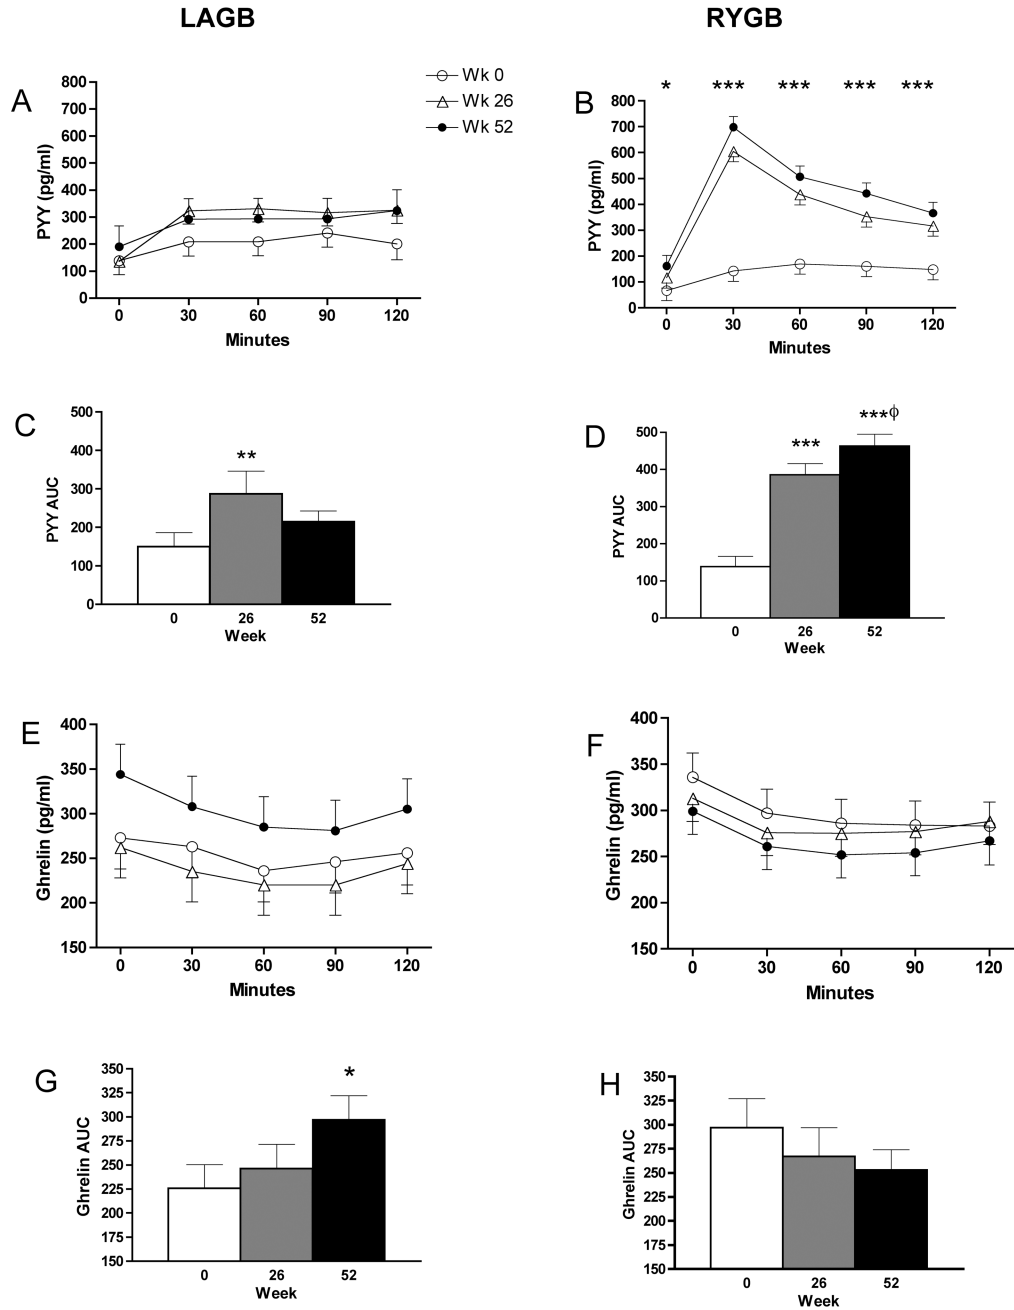 LAGB
RYGB
Wk 0
Wk 26
Wk 52
A
PYY (pg/ml)
800
700
600
500
400
300
200
100
0
0 30 60 90 120
Minutes
B
* *** *** *** ***
PYY (pg/ml)
800
700
600
500
400
300
200
100
0
0 30 60 90 120
Minutes
C
PYY AUC
500
400
300
200
100
0
**
0 26 52
Week
D
PYY AUC
500
400
300
200
100
0
***
***ϕ
0 26 52
Week
E
Ghrelin (pg/ml)
400
350
300
250
200
150
0 30 60 90 120
Minutes
F
Ghrelin (pg/ml)
400
350
300
250
200
150
0 30 60 90 120
Minutes
G
Ghrelin AUC
350
325
300
275
250
225
200
175
150
*
0 26 52
Week
H
Ghrelin AUC
350
325
300
275
250
225
200
175
150
0 26 52
Week